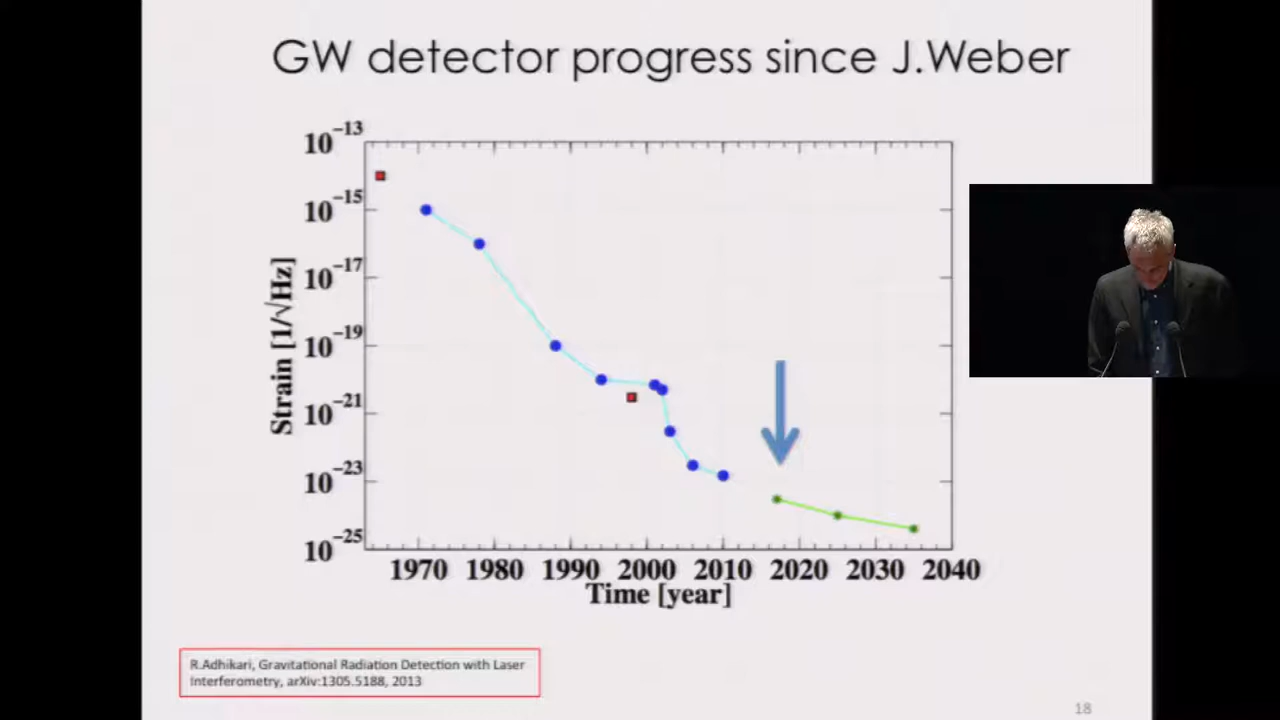 GW detector progress since J.Weber
10⁻¹³
10⁻¹⁵
10⁻¹⁷
10⁻¹⁹
10⁻²¹
10⁻²³
10⁻²⁵
Strain [1/√Hz]
1970 1980 1990 2000 2010 2020 2030 2040
Time [year]
R.Adhikari, Gravitational Radiation Detection with Laser
Interferometry, arXiv:1305.5188, 2013
18